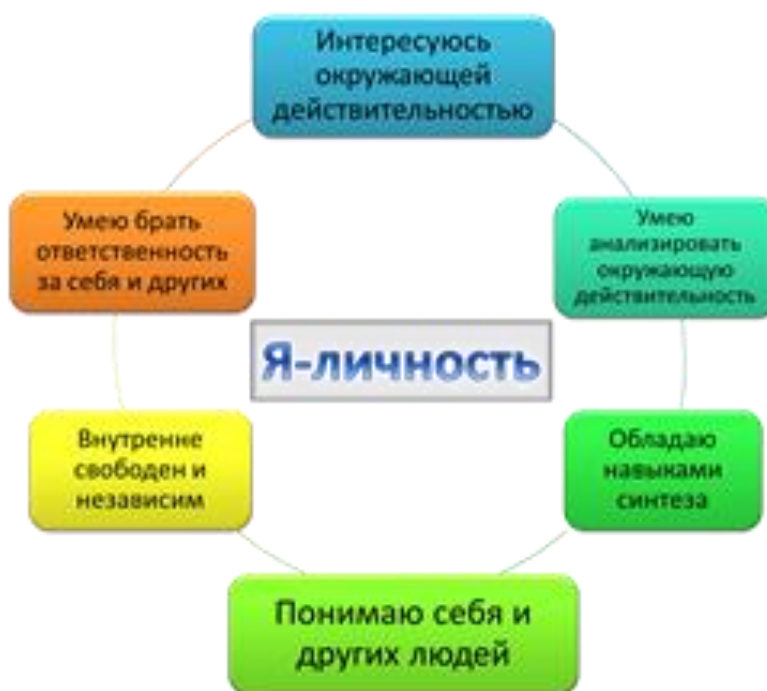 Интересуюсь
окружающей
действительностью
Умею
анализировать
окружающую
действительность
Обладаю
навыками
синтеза
Понимаю себя и
других людей
Внутренне
свободен и
независим
Умею брать
ответственность
за себя и других
Я-личность